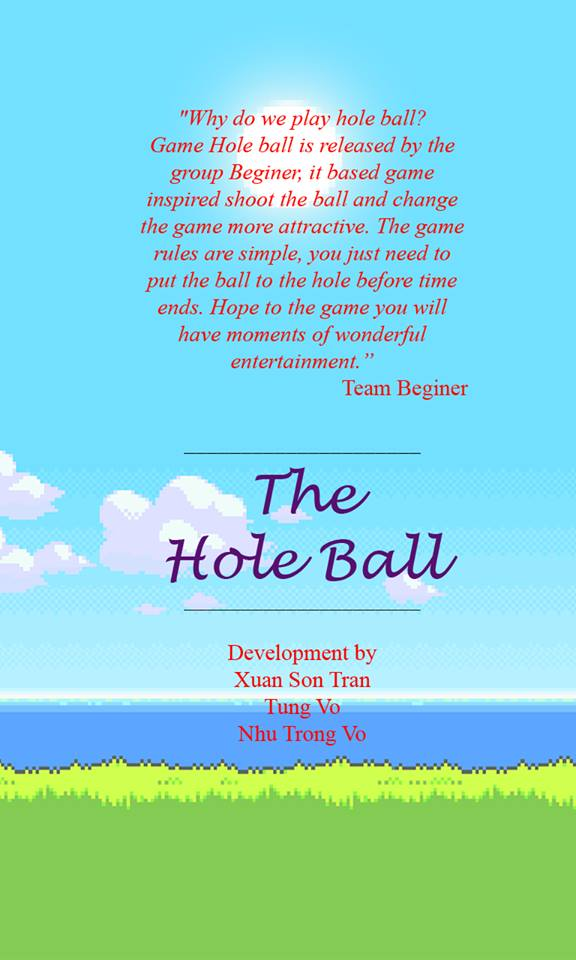 "Why do we play hole ball?
Game Hole ball is released by the
group Beginer, it based game
inspired shoot the ball and change
the game more attractive. The game
rules are simple, you just need to
put the ball to the hole before time
ends. Hope to the game you will
have moments of wonderful
entertainment.”
Team Beginer
The
Hole Ball
Development by
Xuan Son Tran
Tung Vo
Nhu Trong Vo